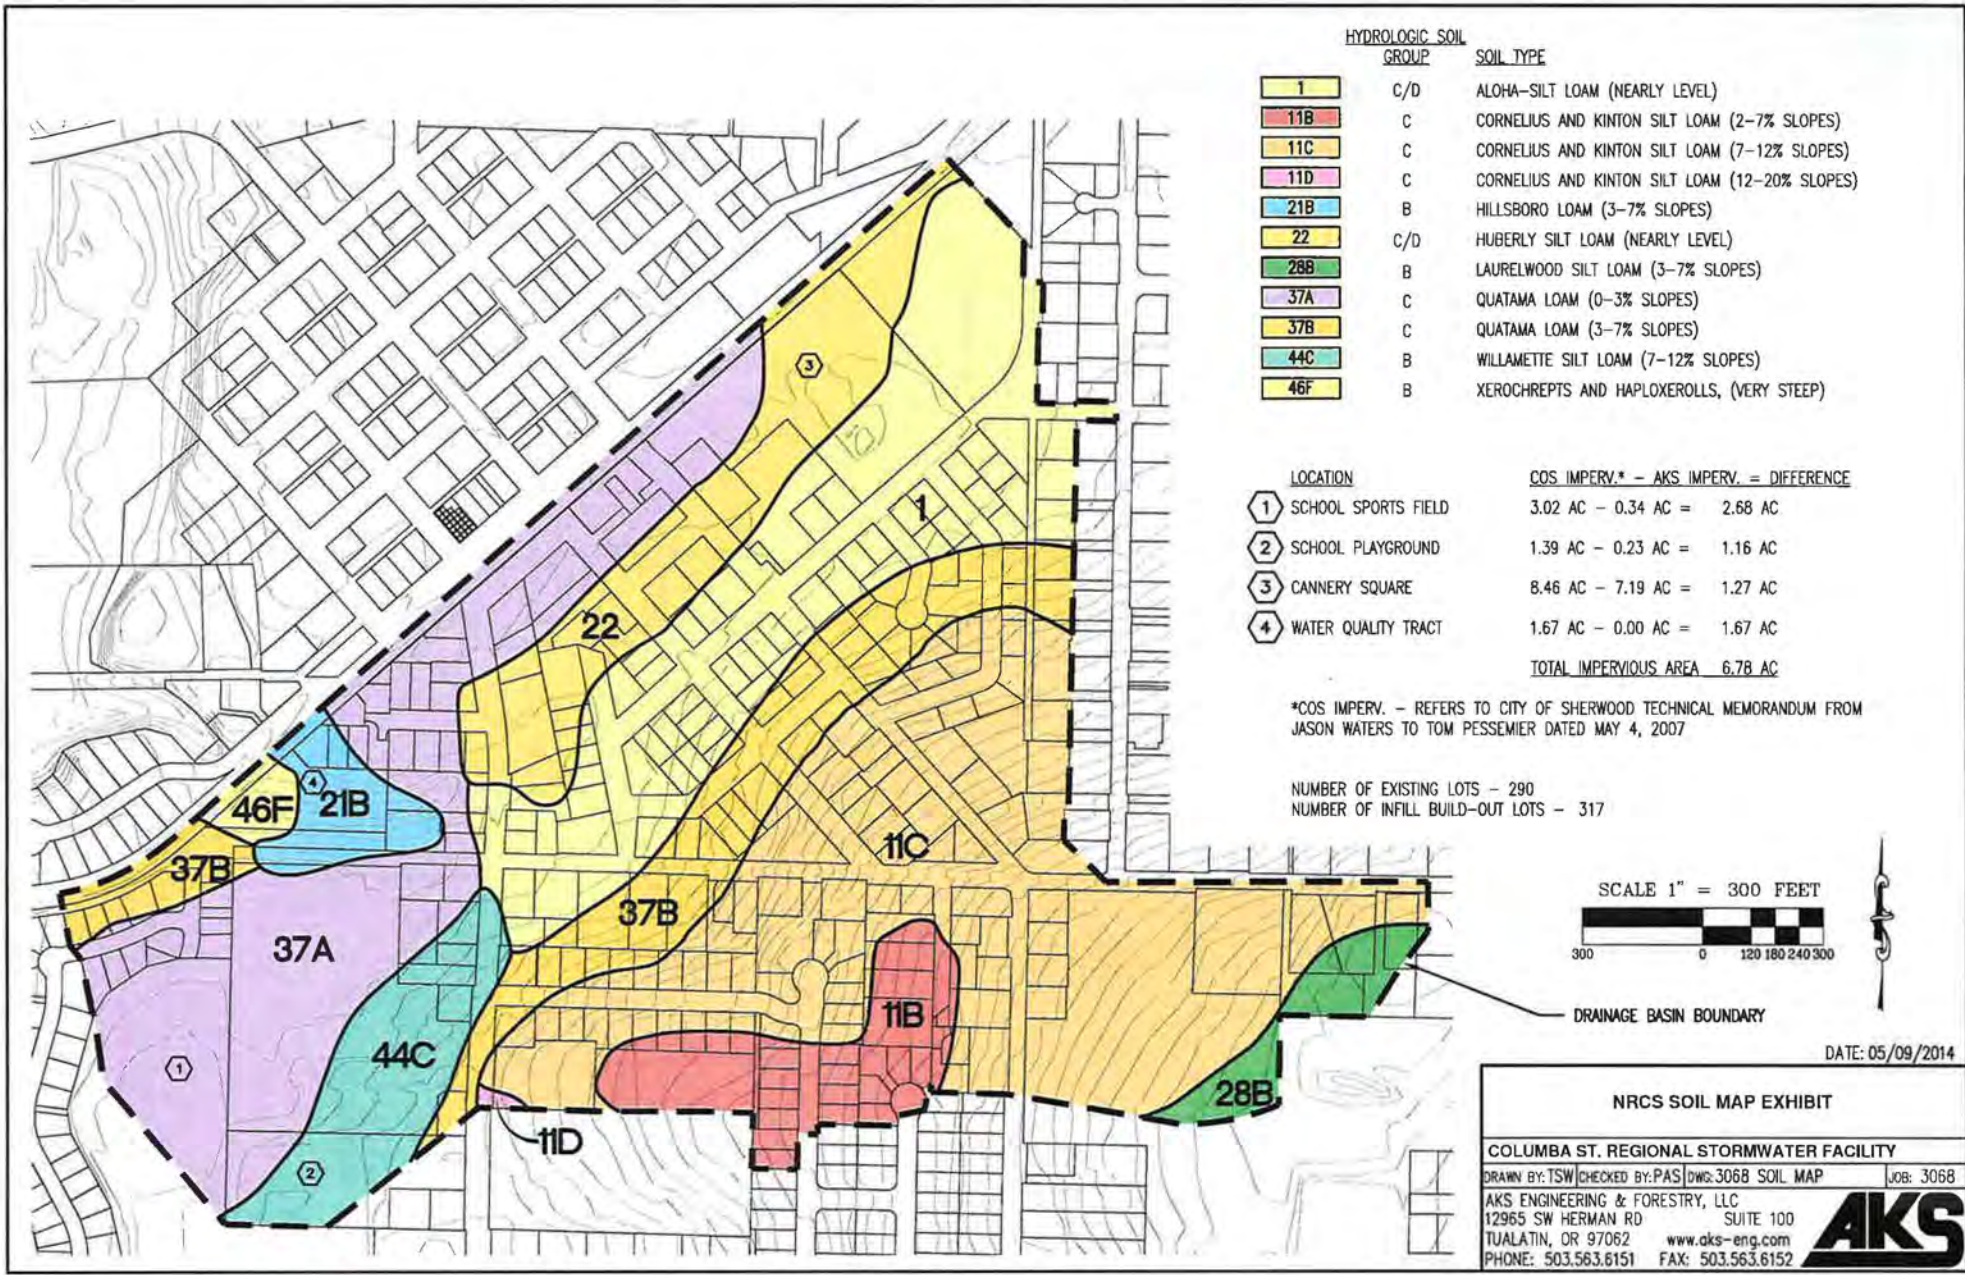 HYDROLOGIC SOIL
GROUP SOIL TYPE
1 C/D ALOHA-SILT LOAM (NEARLY LEVEL)
11B C CORNELIUS AND KINTON SILT LOAM (2-7% SLOPES)
11C C CORNELIUS AND KINTON SILT LOAM (7-12% SLOPES)
11D C CORNELIUS AND KINTON SILT LOAM (12-20% SLOPES)
21B B HILLSBORO LOAM (3-7% SLOPES)
22 C/D HUBERLY SILT LOAM (NEARLY LEVEL)
28B B LAURELWOOD SILT LOAM (3-7% SLOPES)
37A C QUATAMA LOAM (0-3% SLOPES)
37B C QUATAMA LOAM (3-7% SLOPES)
44C B WILLAMETTE SILT LOAM (7-12% SLOPES)
46F B XEROCHREPTS AND HAPLOXEROLLS, (VERY STEEP)
LOCATION COS IMPERV.* - AKS IMPERV. = DIFFERENCE
1 SCHOOL SPORTS FIELD 3.02 AC - 0.34 AC = 2.68 AC
2 SCHOOL PLAYGROUND 1.39 AC - 0.23 AC = 1.16 AC
3 CANNERY SQUARE 8.46 AC - 7.19 AC = 1.27 AC
4 WATER QUALITY TRACT 1.67 AC - 0.00 AC = 1.67 AC
TOTAL IMPERVIOUS AREA 6.78 AC
*COS IMPERV. - REFERS TO CITY OF SHERWOOD TECHNICAL MEMORANDUM FROM
JASON WATERS TO TOM PESSEMIER DATED MAY 4, 2007
NUMBER OF EXISTING LOTS - 290
NUMBER OF INFILL BUILD-OUT LOTS - 317
3
1
22
4
46F
21B
37B
11C
37B
37A
11B
44C
1
28B
11D
2
SCALE 1" = 300 FEET
300 0 120 180 240 300
DRAINAGE BASIN BOUNDARY
DATE: 05/09/2014
NRCS SOIL MAP EXHIBIT
COLUMBA ST. REGIONAL STORMWATER FACILITY
DRAWN BY: TSW CHECKED BY: PAS DWG: 3068 SOIL MAP JOB: 3068
AKS ENGINEERING & FORESTRY, LLC
12965 SW HERMAN RD SUITE 100
TUALATIN, OR 97062 www.aks-eng.com
PHONE: 503.563.6151 FAX: 503.563.6152
AKS